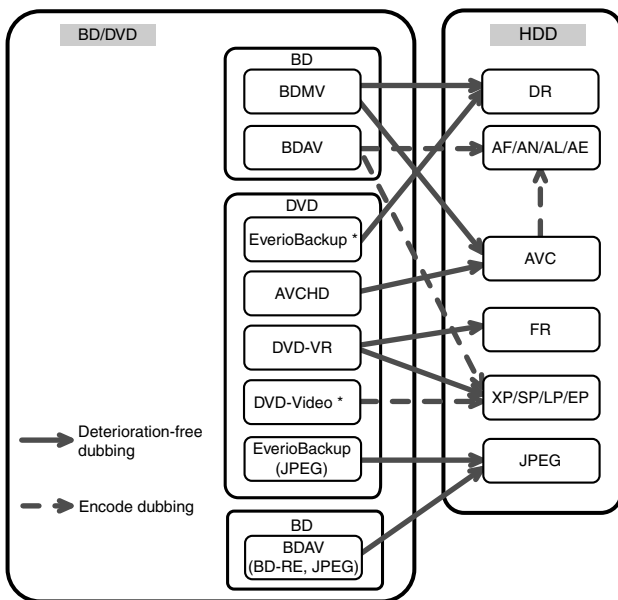 BD/DVD
BD
BDMV
BDAV
DVD
EverioBackup *
AVCHD
DVD-VR
DVD-Video *
EverioBackup
(JPEG)
BD
BDAV
(BD-RE, JPEG)
Deterioration-free
dubbing
Encode dubbing
HDD
DR
AF/AN/AL/AE
AVC
FR
XP/SP/LP/EP
JPEG